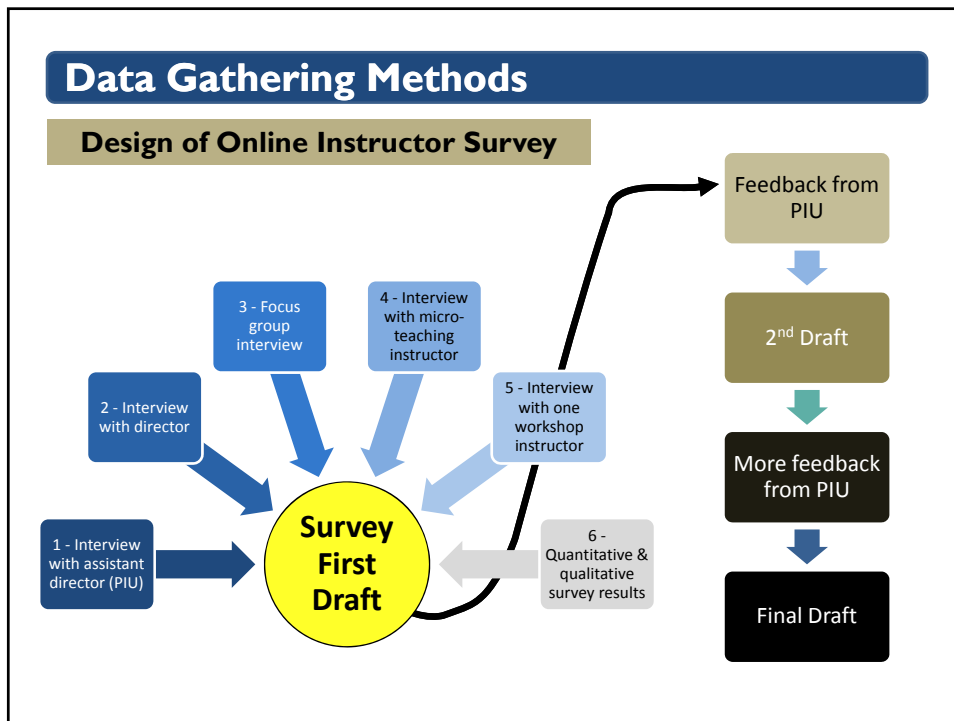 Data Gathering Methods
Design of Online Instructor Survey
1 - Interview
with assistant
director (PIU)
2 - Interview
with director
3 - Focus
group
interview
4 - Interview
with micro-
teaching
instructor
5 - Interview
with one
workshop
instructor
6 -
Quantitative &
qualitative
survey results
Survey
First
Draft
Feedback from
PIU
2nd Draft
More feedback
from PIU
Final Draft